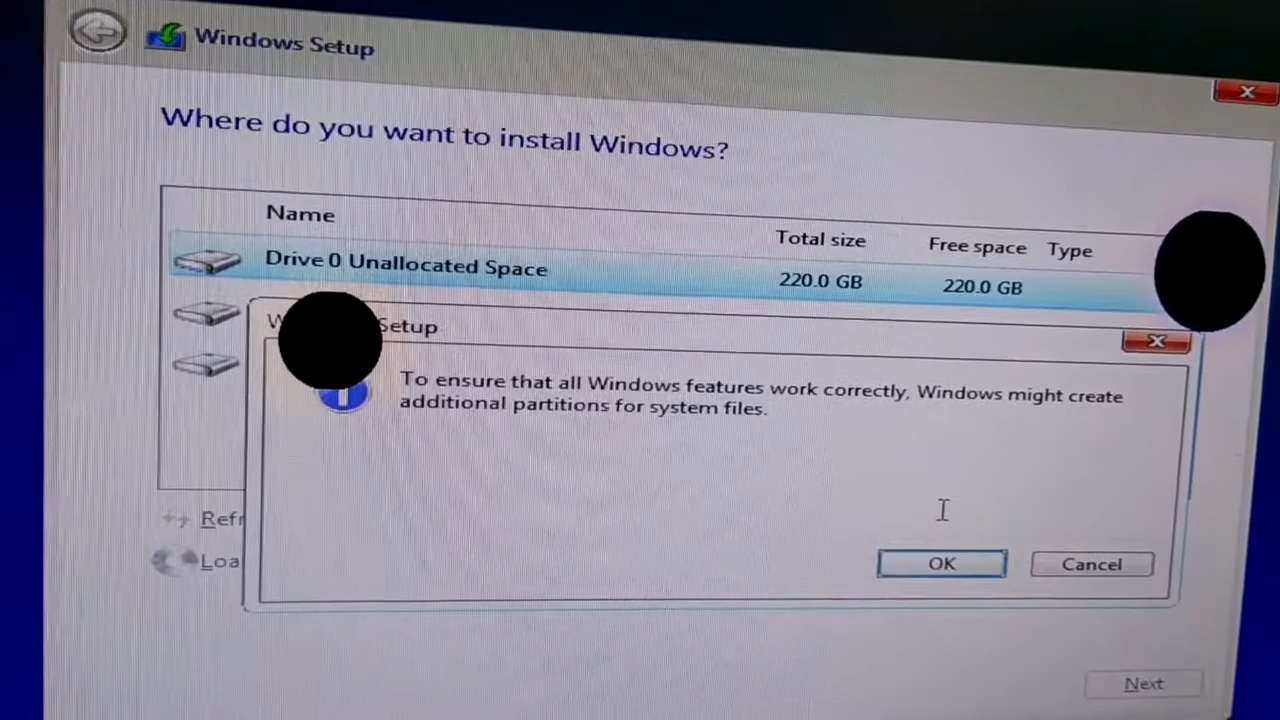 Windows Setup
Where do you want to install Windows?
Name Total size Free space Type
Drive 0 Unallocated Space 220.0 GB 220.0 GB
Setup
To ensure that all Windows features work correctly, Windows might create
additional partitions for system files.
OK Cancel
Next